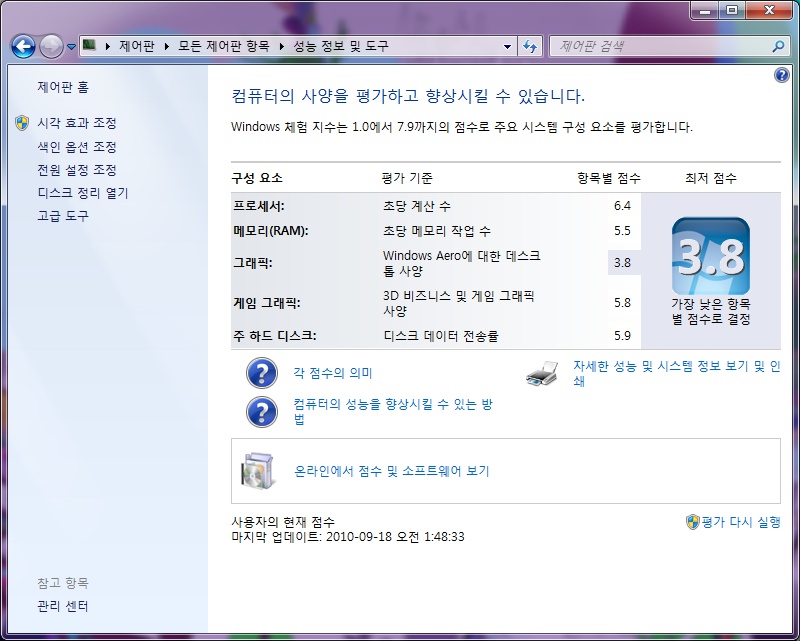 제어판 ▸ 모든 제어판 항목 ▸ 성능 정보 및 도구
제어판 검색
제어판 홈
시각 효과 조정
색인 옵션 조정
전원 설정 조정
디스크 정리 열기
고급 도구
컴퓨터의 사양을 평가하고 향상시킬 수 있습니다.
Windows 체험 지수는 1.0에서 7.9까지의 점수로 주요 시스템 구성 요소를 평가합니다.
구성 요소 평가 기준 항목별 점수 최저 점수
프로세서: 초당 계산 수 6.4
메모리(RAM): 초당 메모리 작업 수 5.5
그래픽: Windows Aero에 대한 데스크
톱 사양 3.8
게임 그래픽: 3D 비즈니스 및 게임 그래픽
사양 5.8
주 하드 디스크: 디스크 데이터 전송률 5.9
3.8
가장 낮은 항목
별 점수로 결정
각 점수의 의미
컴퓨터의 성능을 향상시킬 수 있는 방
법
자세한 성능 및 시스템 정보 보기 및 인
쇄
온라인에서 점수 및 소프트웨어 보기
사용자의 현재 점수
마지막 업데이트: 2010-09-18 오전 1:48:33
평가 다시 실행
참고 항목
관리 센터